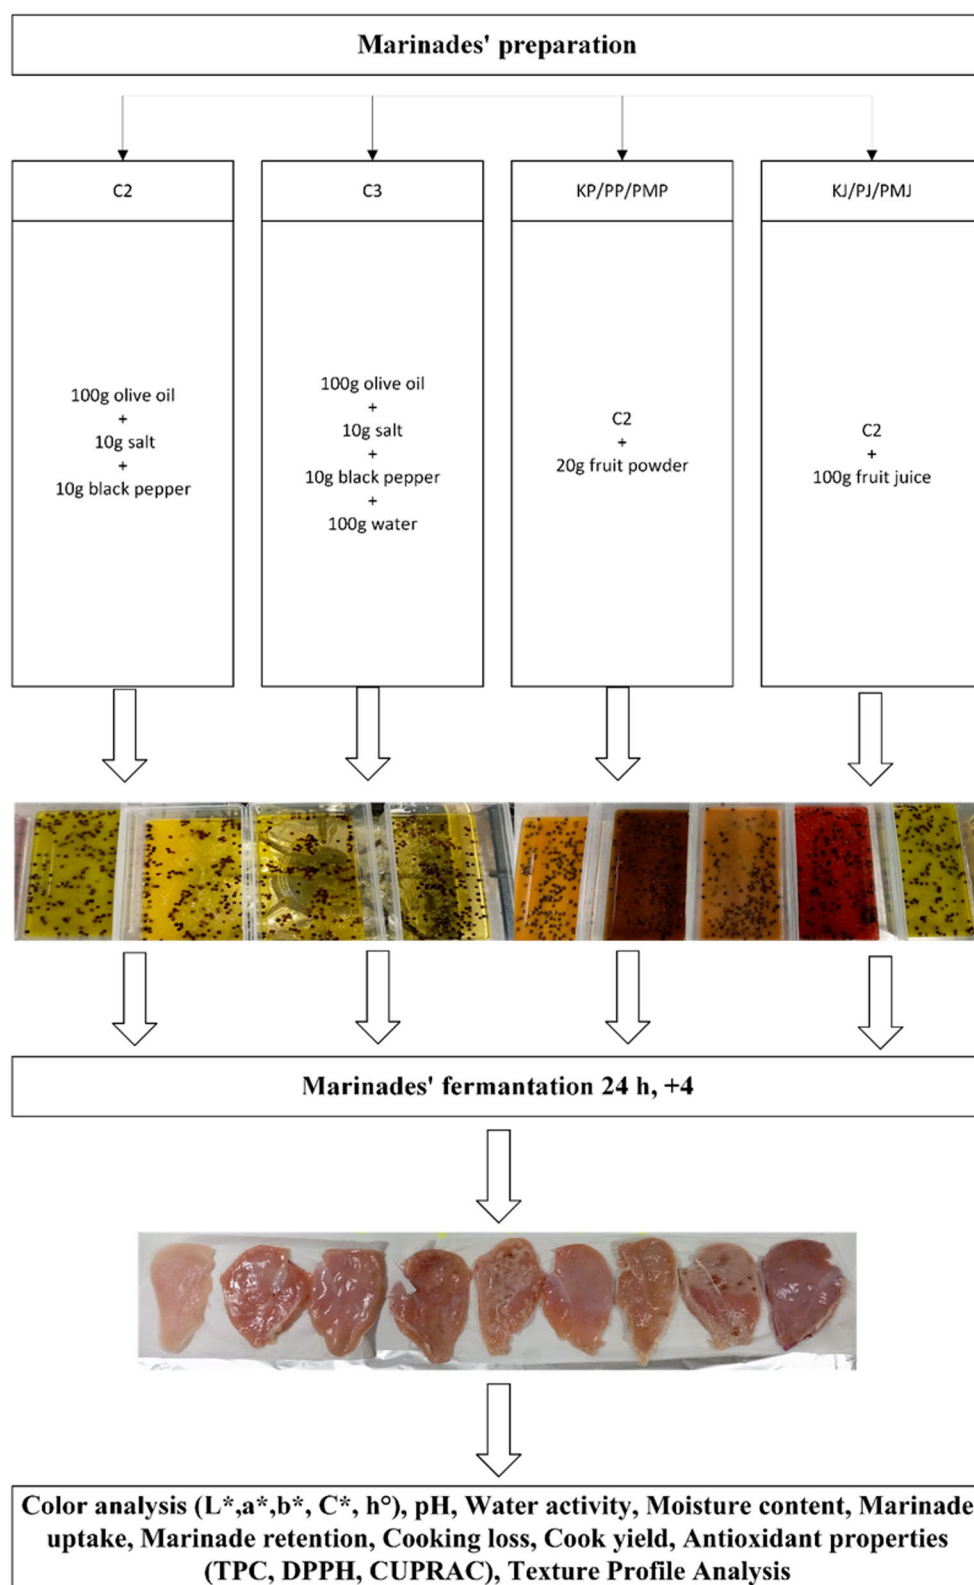 Marinades' preparation
C2
C3
KP/PP/PMP
KJ/PJ/PMJ
100g olive oil
+
10g salt
+
10g black pepper
100g olive oil
+
10g salt
+
10g black pepper
+
100g water
C2
+
20g fruit powder
C2
+
100g fruit juice
Marinades' fermantation 24 h, +4
Color analysis (L*,a*,b*, C*, h°), pH, Water activity, Moisture content, Marinade
uptake, Marinade retention, Cooking loss, Cook yield, Antioxidant properties
(TPC, DPPH, CUPRAC), Texture Profile Analysis